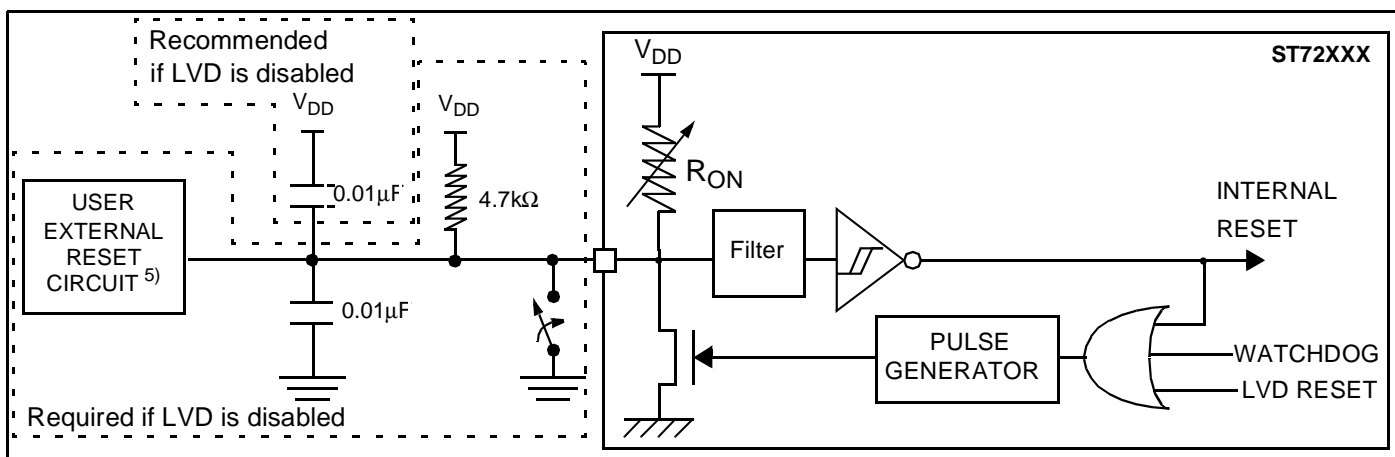 Recommended
if LVD is disabled
VDD
0.01μF
USER
EXTERNAL
RESET
CIRCUIT 5)
0.01μF
VDD
4.7kΩ
Required if LVD is disabled
ST72XXX
VDD
RON
Filter
INTERNAL
RESET
PULSE
GENERATOR
WATCHDOG
LVD RESET